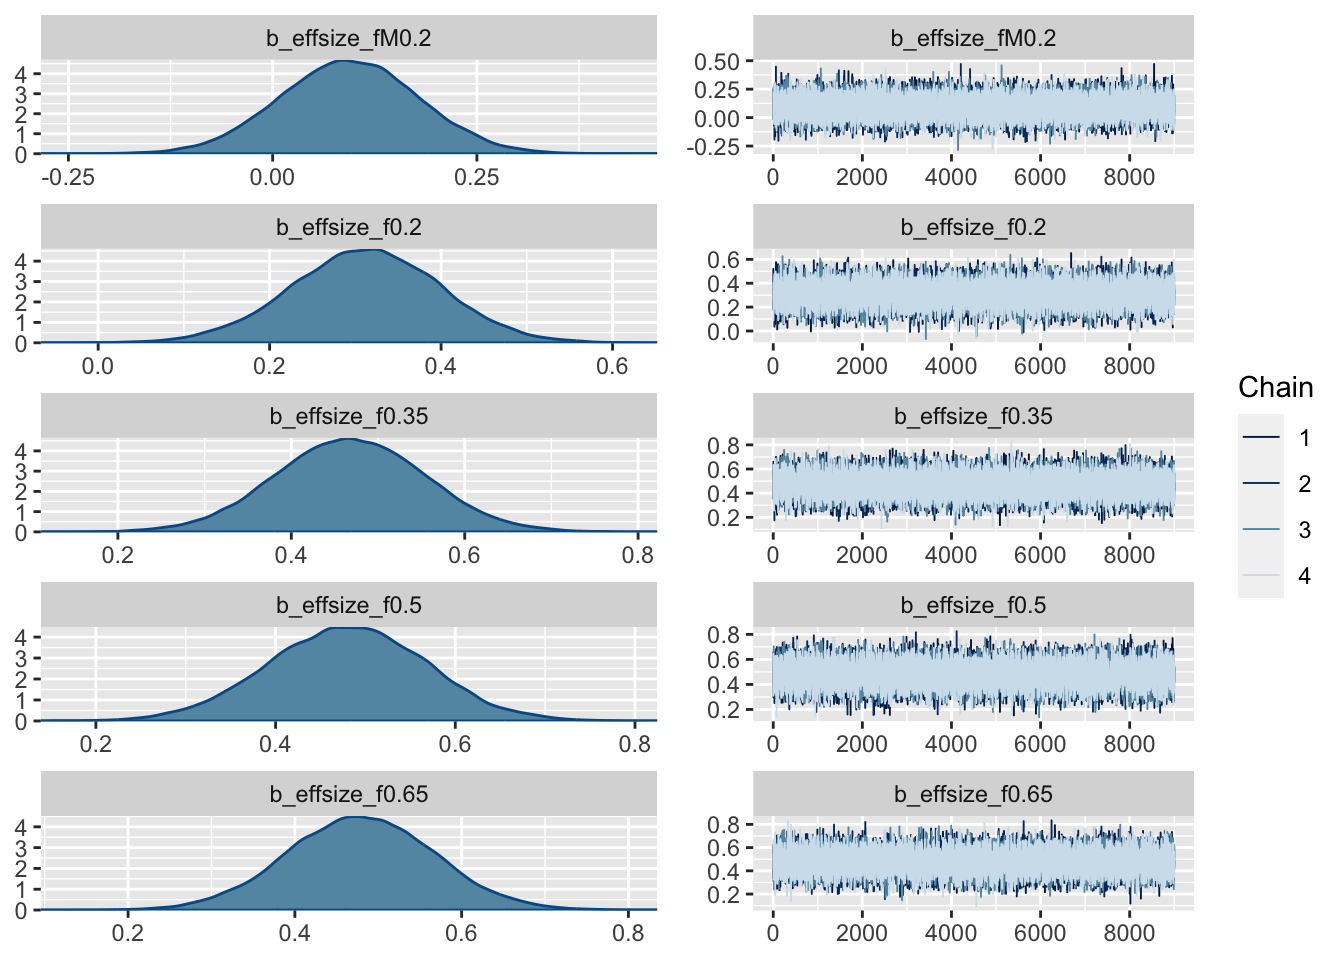 b_effsize_fM0.2
4
3
2
1
0
-0.25 0.00 0.25
b_effsize_fM0.2
0.50
0.25
0.00
-0.25
0 2000 4000 6000 8000
b_effsize_f0.2
4
3
2
1
0
0.0 0.2 0.4 0.6
b_effsize_f0.2
0.6
0.4
0.2
0.0
0 2000 4000 6000 8000
b_effsize_f0.35
4
3
2
1
0
0.2 0.4 0.6 0.8
b_effsize_f0.35
0.8
0.6
0.4
0.2
0 2000 4000 6000 8000
b_effsize_f0.5
4
3
2
1
0
0.2 0.4 0.6 0.8
b_effsize_f0.5
0.8
0.6
0.4
0.2
0 2000 4000 6000 8000
b_effsize_f0.65
4
3
2
1
0
0.2 0.4 0.6 0.8
b_effsize_f0.65
0.8
0.6
0.4
0.2
0 2000 4000 6000 8000
Chain
1
2
3
4